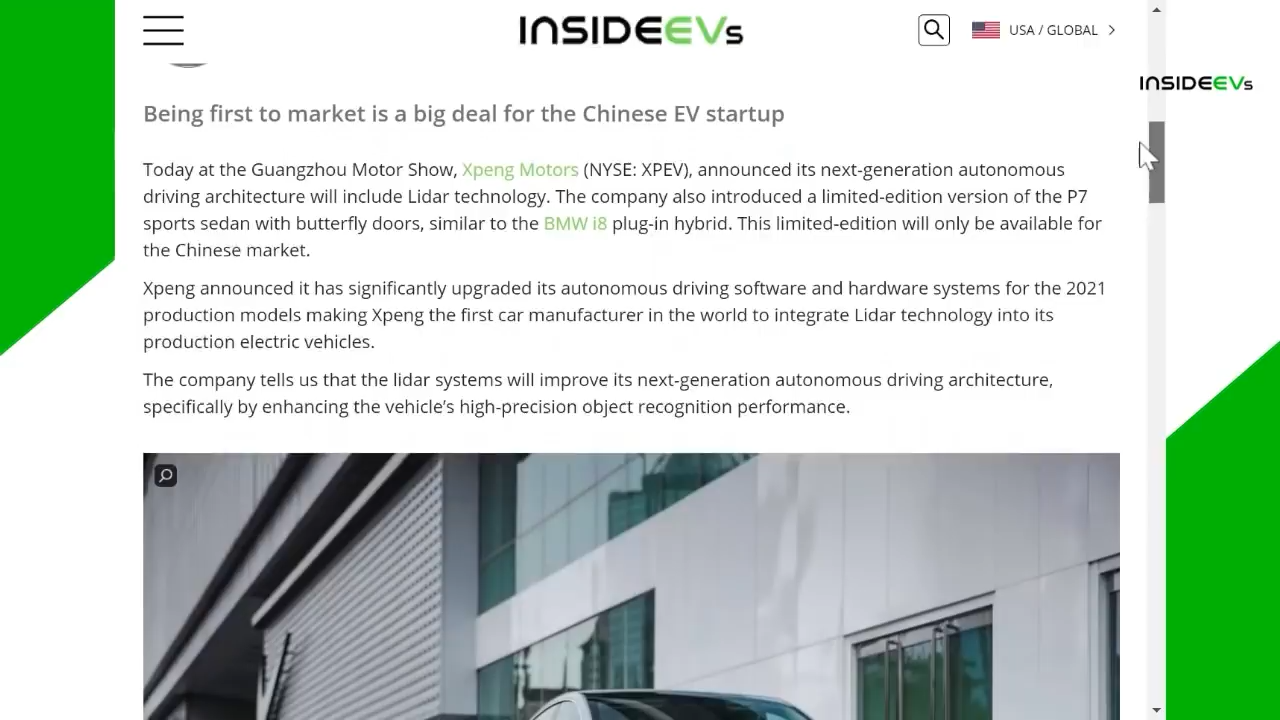 INSIDEEVs
USA / GLOBAL
INSIDEEVs
Being first to market is a big deal for the Chinese EV startup
Today at the Guangzhou Motor Show, Xpeng Motors (NYSE: XPEV), announced its next-generation autonomous
driving architecture will include Lidar technology. The company also introduced a limited-edition version of the P7
sports sedan with butterfly doors, similar to the BMW i8 plug-in hybrid. This limited-edition will only be available for
the Chinese market.
Xpeng announced it has significantly upgraded its autonomous driving software and hardware systems for the 2021
production models making Xpeng the first car manufacturer in the world to integrate Lidar technology into its
production electric vehicles.
The company tells us that the lidar systems will improve its next-generation autonomous driving architecture,
specifically by enhancing the vehicle’s high-precision object recognition performance.